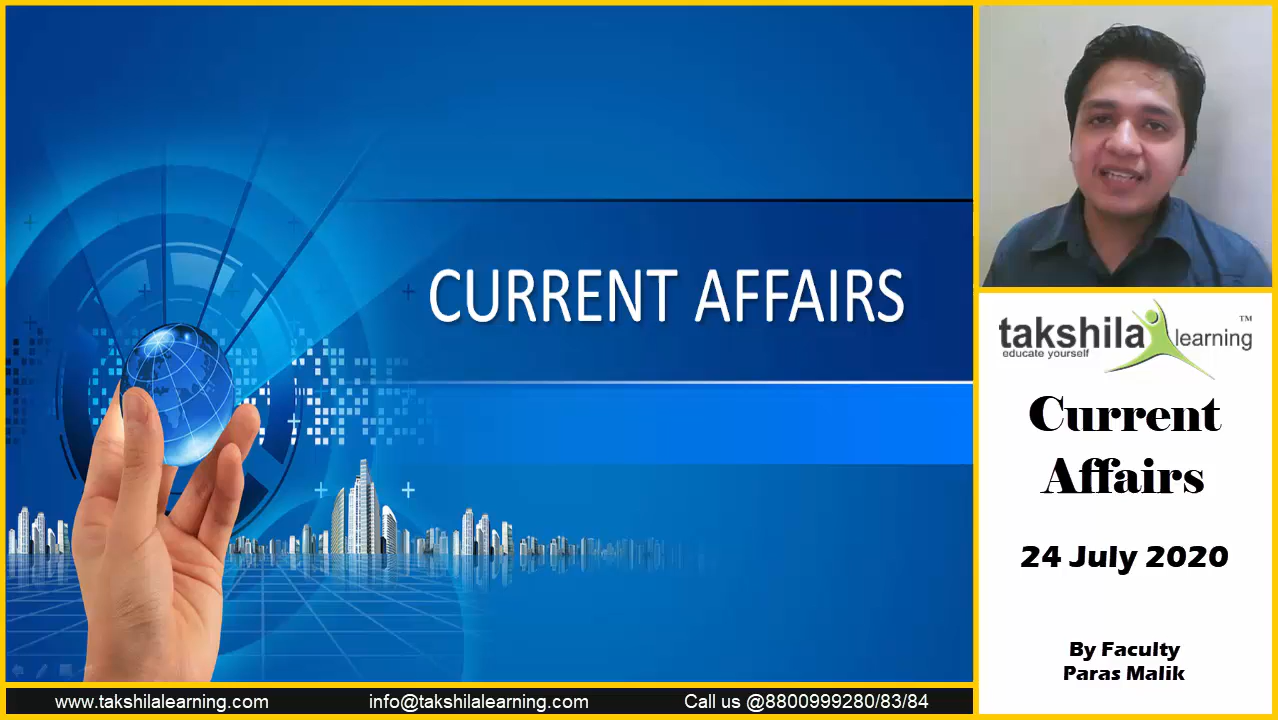 CURRENT AFFAIRS
takshila learning ™
educate yourself
Current
Affairs
24 July 2020
By Faculty
Paras Malik
www.takshilalearning.com info@takshilalearning.com Call us @8800999280/83/84